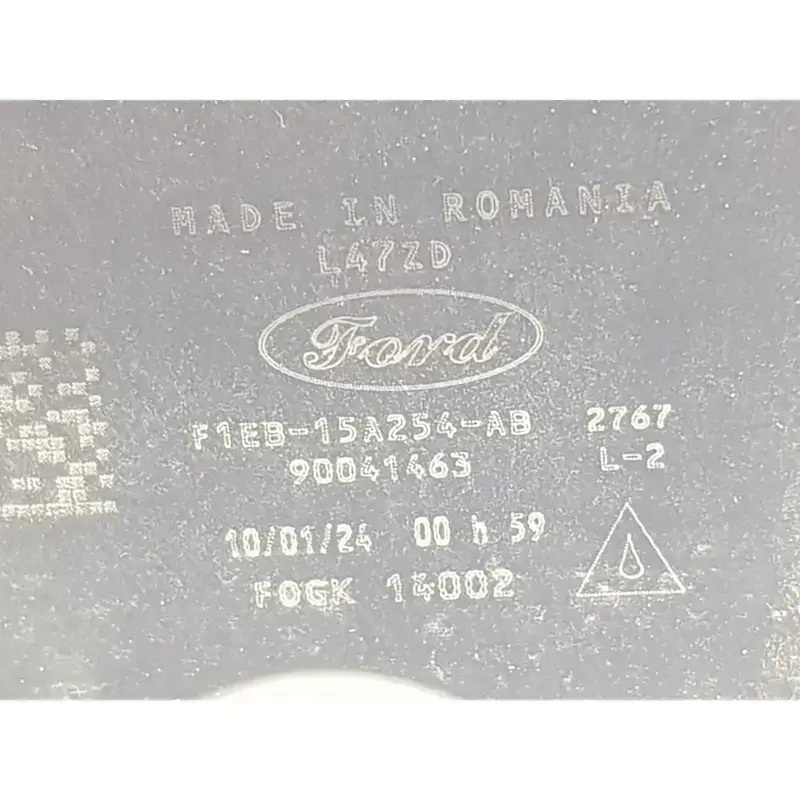 MADE IN ROMANIA
L47ZD
Ford
F1EB-15A254-AB 2767
90041463 L-2
10/01/24 00 h 59
FOGK 14002